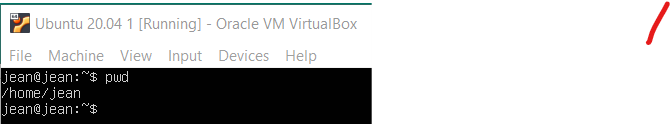 Ubuntu 20.04 1 [Running] - Oracle VM VirtualBox
File Machine View Input Devices Help
jean@jean:~$ pwd
/home/jean
jean@jean:~$